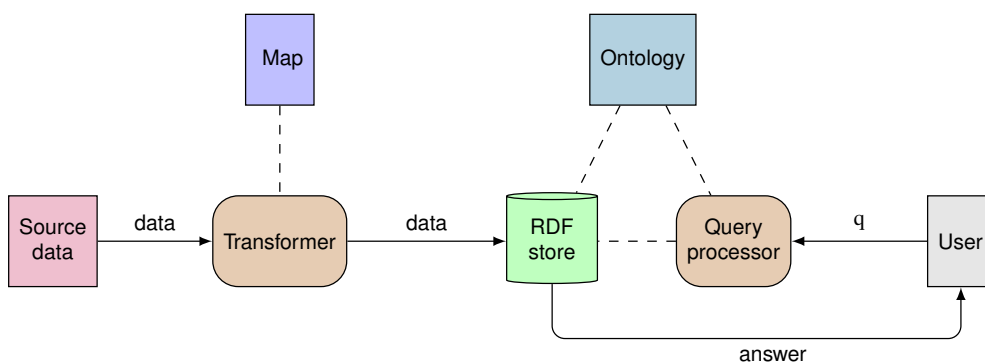 Map
Ontology
Source
data
data
Transformer
data
RDF
store
Query
processor
q
User
answer